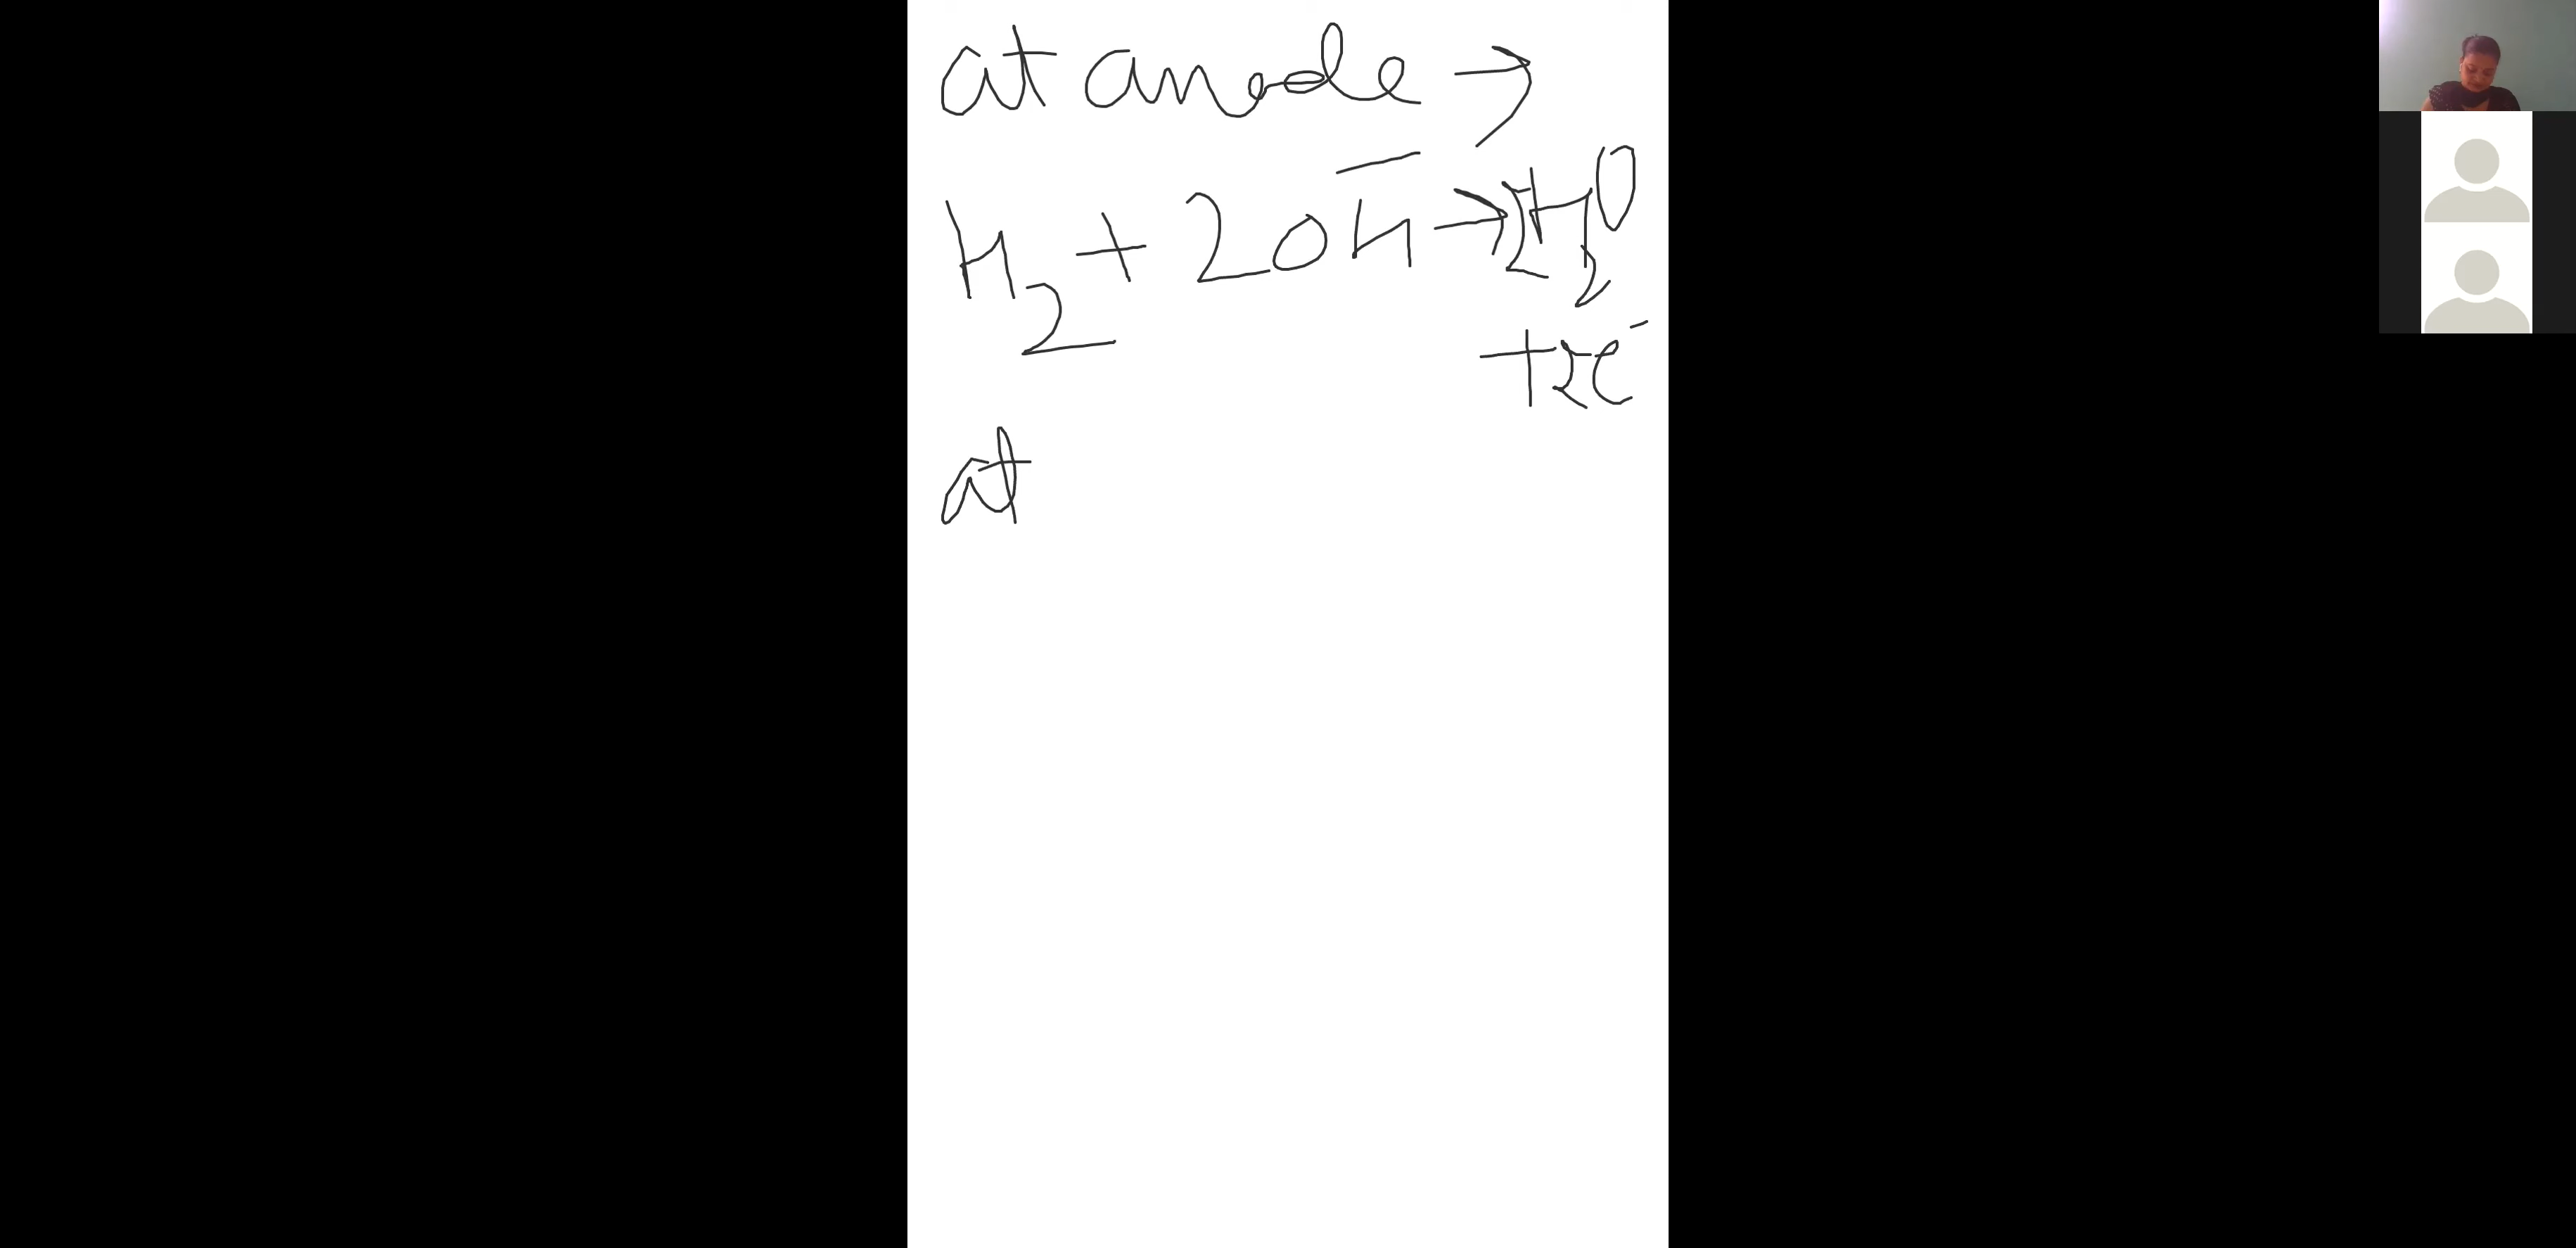 at anode →
H₂ + 2OH⁻ → 2H₂O
+ 2e⁻
at